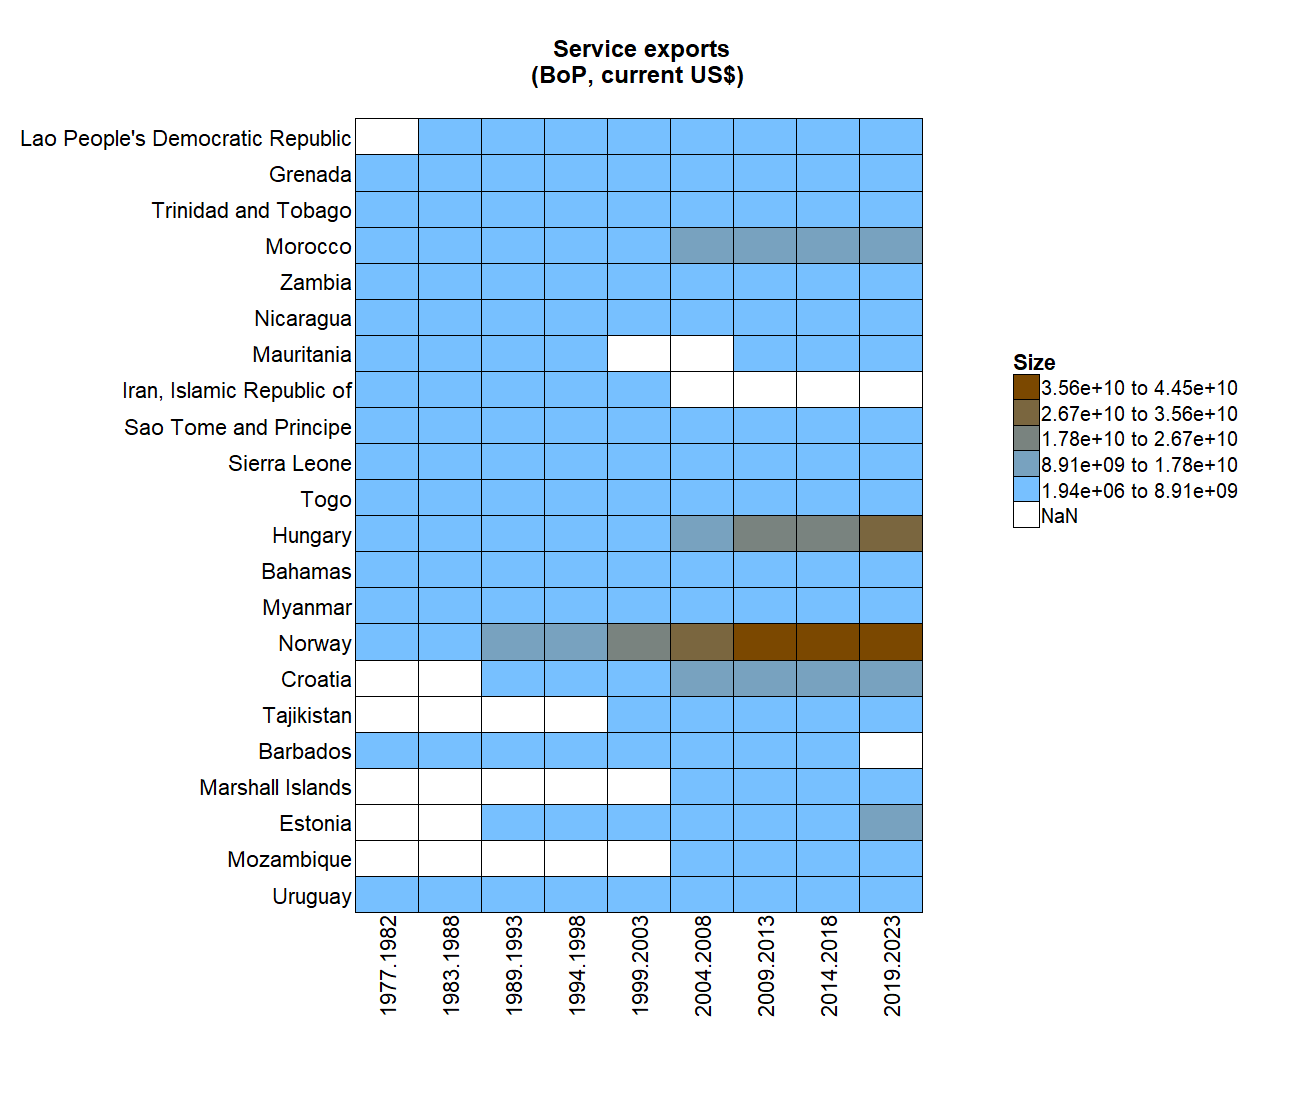 Service exports
(BoP, current US$)
Lao People's Democratic Republic
Grenada
Trinidad and Tobago
Morocco
Zambia
Nicaragua
Mauritania
Iran, Islamic Republic of
Sao Tome and Principe
Sierra Leone
Togo
Hungary
Bahamas
Myanmar
Norway
Croatia
Tajikistan
Barbados
Marshall Islands
Estonia
Mozambique
Uruguay
1977.1982
1983.1988
1989.1993
1994.1998
1999.2003
2004.2008
2009.2013
2014.2018
2019.2023
Size
3.56e+10 to 4.45e+10
2.67e+10 to 3.56e+10
1.78e+10 to 2.67e+10
8.91e+09 to 1.78e+10
1.94e+06 to 8.91e+09
NaN